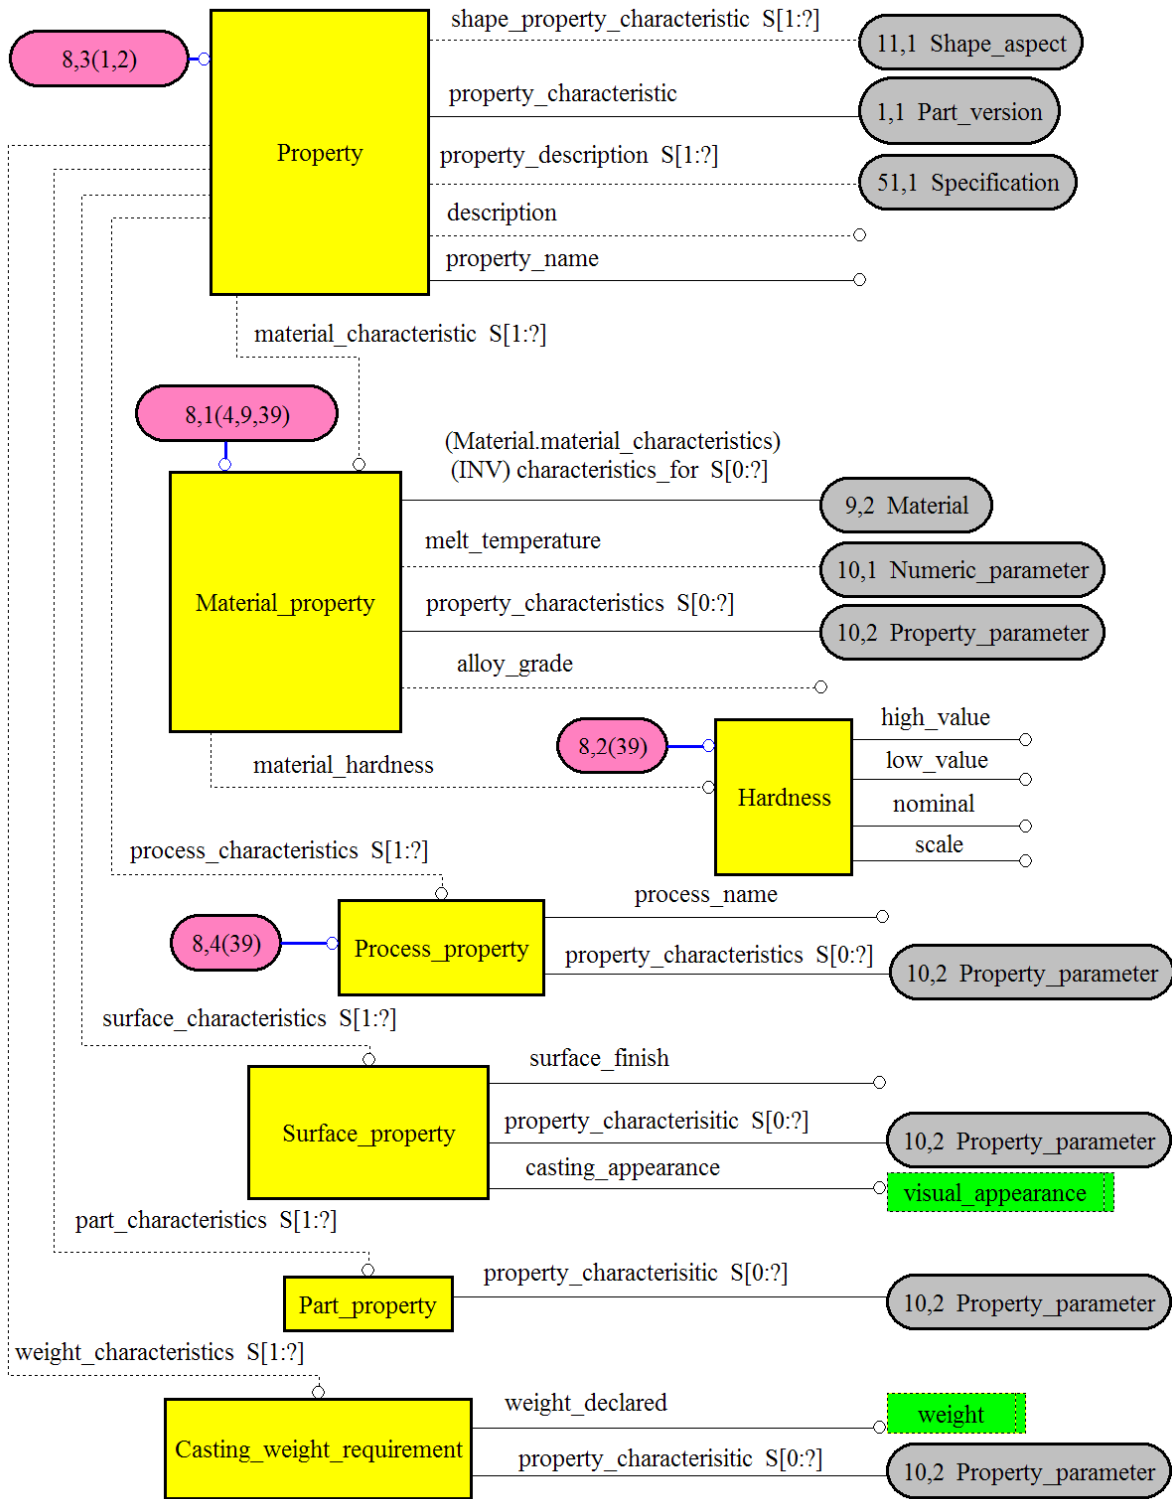 shape_property_characteristic S[1:?]
8,3(1,2)
11,1 Shape_aspect
property_characteristic
1,1 Part_version
Property
property_description S[1:?]
51,1 Specification
description
property_name
material_characteristic S[1:?]
8,1(4,9,39)
(Material.material_characteristics)
(INV) characteristics_for S[0:?]
9,2 Material
melt_temperature
10,1 Numeric_parameter
Material_property
property_characteristics S[0:?]
10,2 Property_parameter
alloy_grade
high_value
8,2(39)
material_hardness
low_value
Hardness
nominal
scale
process_characteristics S[1:?]
process_name
8,4(39)
Process_property
property_characteristics S[0:?]
10,2 Property_parameter
surface_characteristics S[1:?]
surface_finish
Surface_property
property_characterisitic S[0:?]
10,2 Property_parameter
casting_appearance
visual_appearance
part_characteristics S[1:?]
property_characterisitic S[0:?]
Part_property
10,2 Property_parameter
weight_characteristics S[1:?]
weight_declared
weight
Casting_weight_requirement
property_characterisitic S[0:?]
10,2 Property_parameter